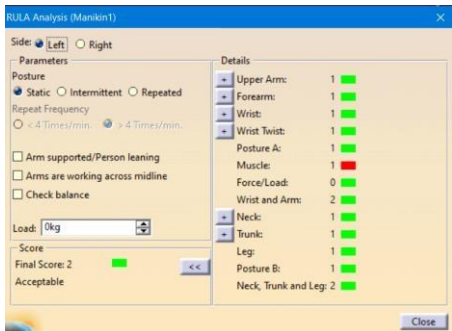 RULA Analysis (Manikin1)
Side: Left Right
Parameters
Posture
Static Intermittent Repeated
Repeat Frequency
< 4 Times/min. > 4 Times/min.
Arm supported/Person leaning
Arms are working across midline
Check balance
Load: 0kg
Score
Final Score: 2
<<
Acceptable
Details
+ Upper Arm: 1
+ Forearm: 1
+ Wrist: 1
+ Wrist Twist: 1
Posture A: 1
Muscle: 1
Force/Load: 0
Wrist and Arm: 2
+ Neck: 1
+ Trunk: 1
Leg: 1
Posture B: 1
Neck, Trunk and Leg: 2
Close